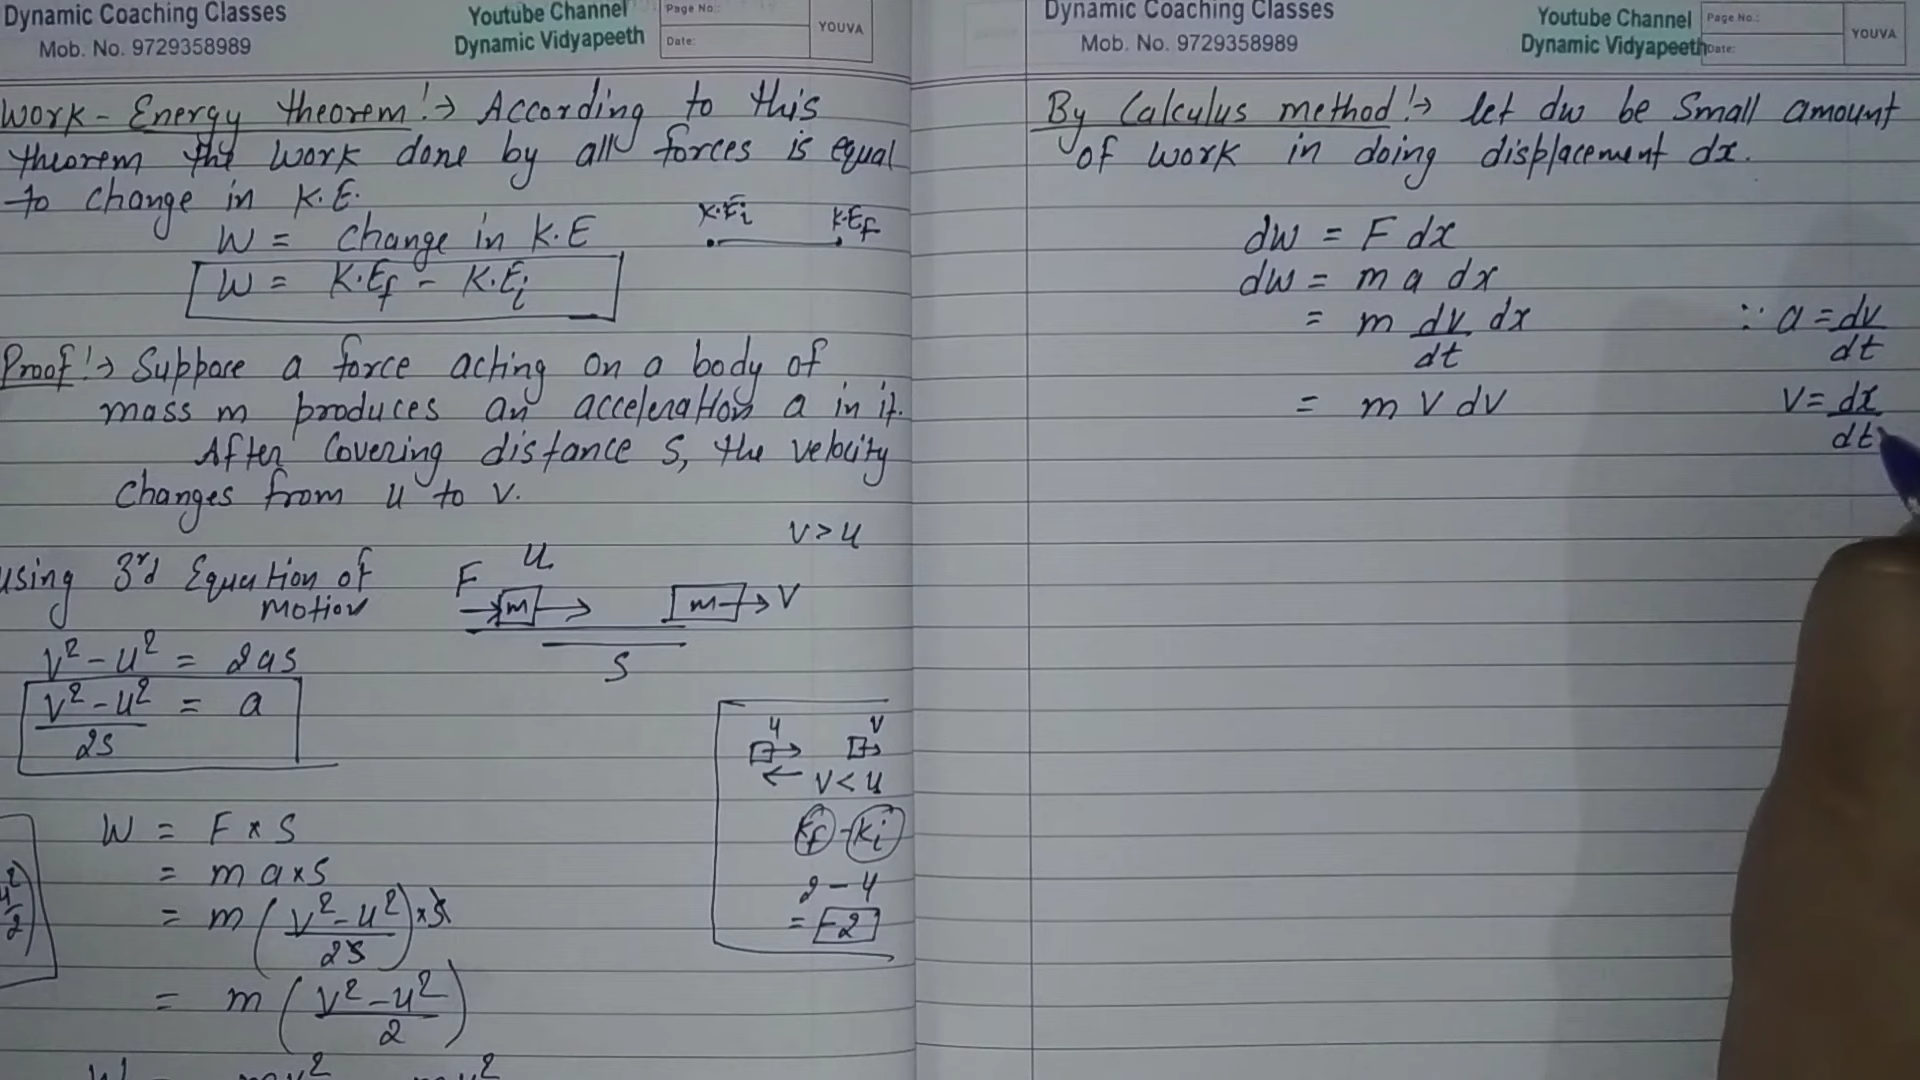 Dynamic Coaching Classes
Mob. No. 9729358989
Youtube Channel
Dynamic Vidyapeeth
Page No.:
Date:
YOUVA
Work - Energy theorem :→ According to this
theorem the work done by all forces is equal
to change in K.E.
W = change in K.E
K.Ei K.Ef
W = K.Ef - K.Ei
Proof :→ Suppose a force acting on a body of
mass m produces an acceleration a in it.
After covering distance S, the velocity
changes from u to v.
v > u
using 3rd Equation of
motion
F u
m m v
S
v² - u² = 2as
v² - u² / 2s = a
u v
v < u
Kf - Ki
2 - 4
= -2
W = F × S
= m a × s
= m (v² - u² / 2s) × s
= m (v² - u² / 2)
Dynamic Coaching Classes
Mob. No. 9729358989
Youtube Channel
Dynamic Vidyapeeth
Page No.:
Date:
YOUVA
By Calculus method :→ let dw be small amount
of work in doing displacement dx.
dw = F dx
dw = m a dx
= m dv/dt dx ∵ a = dv/dt
= m v dv v = dx/dt